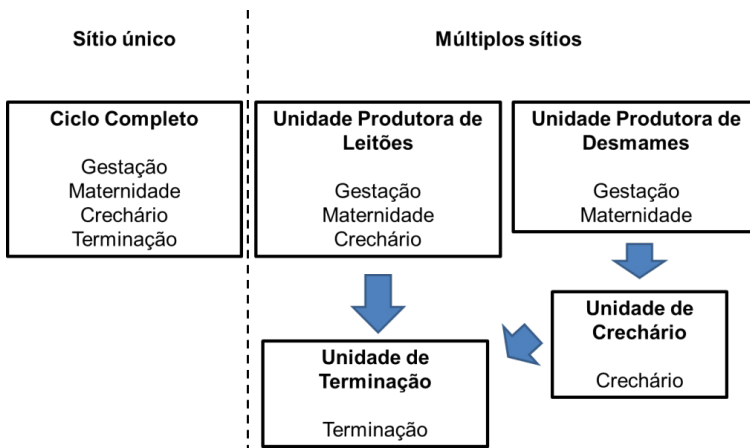 Sítio único
Múltiplos sítios
Ciclo Completo
Gestação
Maternidade
Crechário
Terminação
Unidade Produtora de
Leitões
Gestação
Maternidade
Crechário
Unidade Produtora de
Desmames
Gestação
Maternidade
Unidade de
Crechário
Crechário
Unidade de
Terminação
Terminação